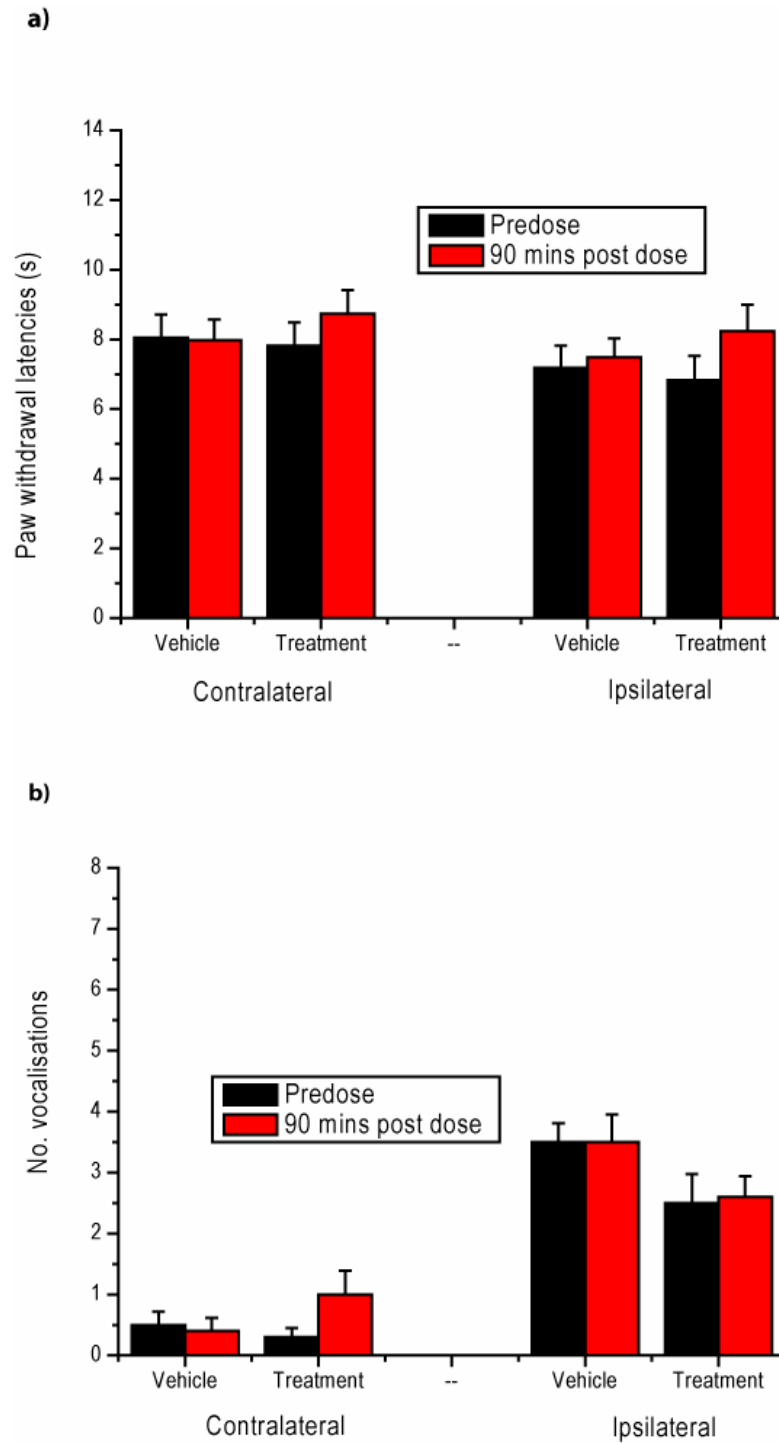 a)
14
12
10
8
6
4
2
0
Paw withdrawal latencies (s)
Predose
90 mins post dose
Vehicle Treatment -- Vehicle Treatment
Contralateral Ipsilateral
b)
8
7
6
5
4
3
2
1
0
No. vocalisations
Predose
90 mins post dose
Vehicle Treatment -- Vehicle Treatment
Contralateral Ipsilateral